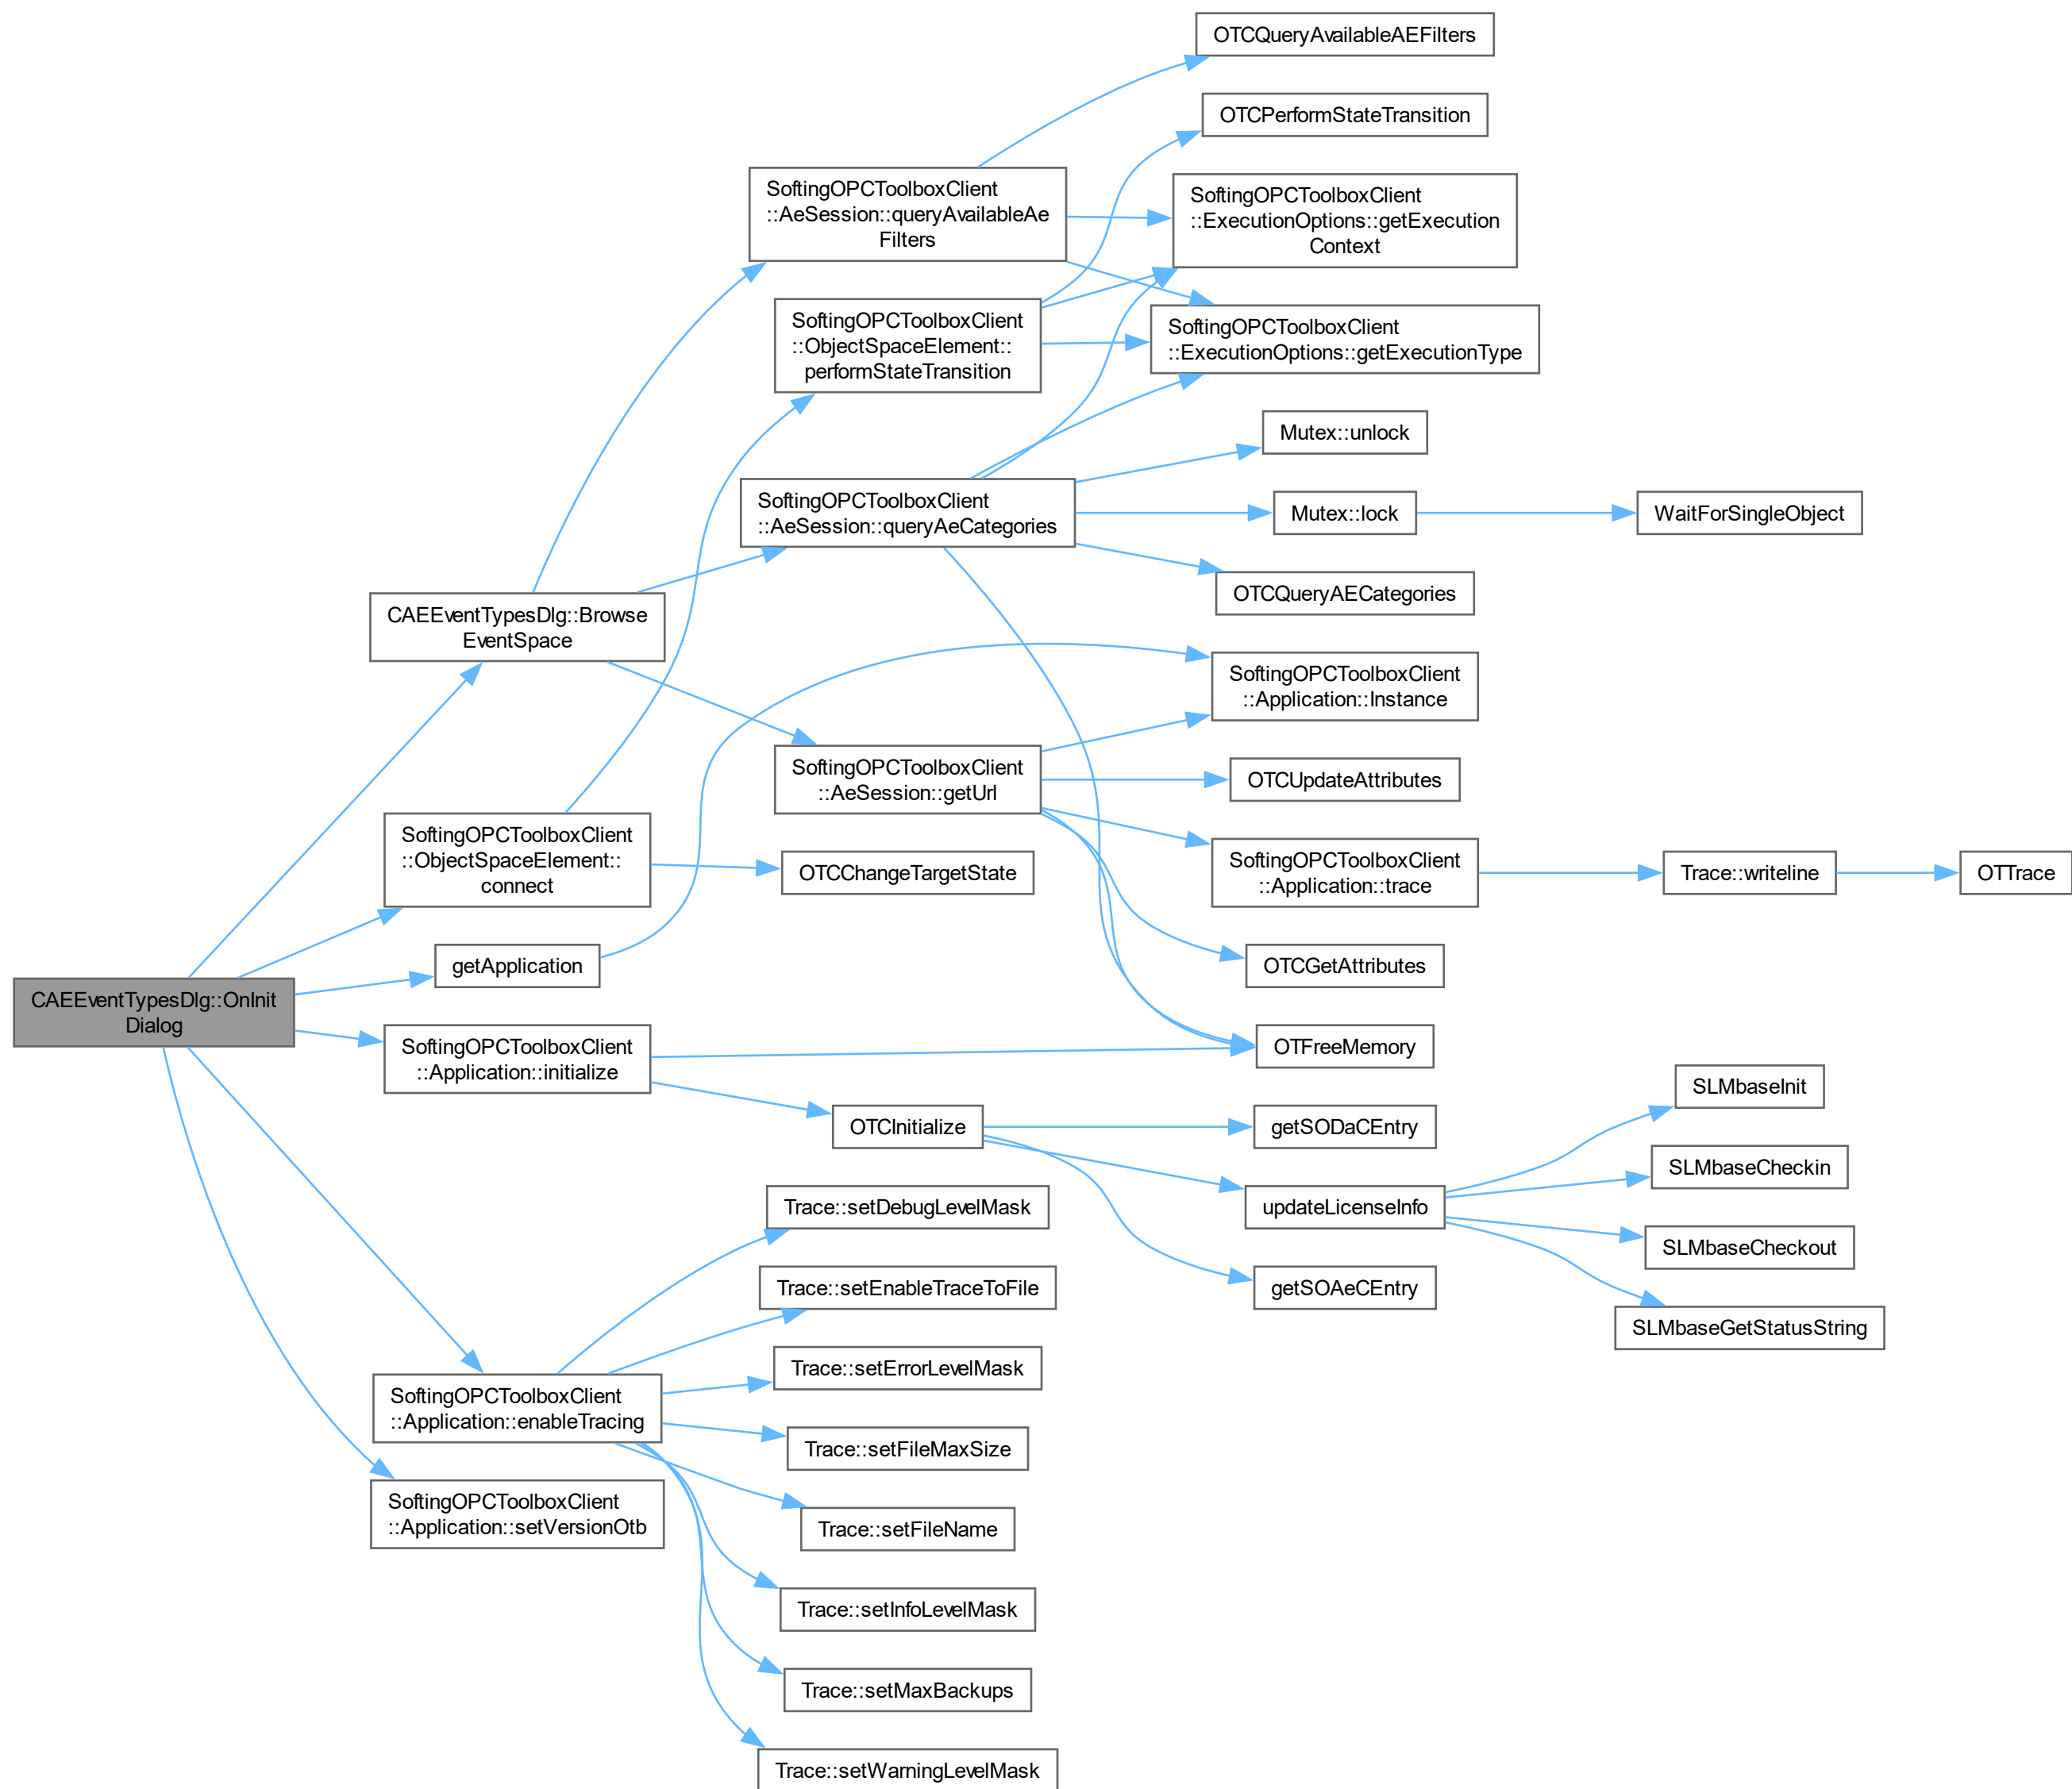 OTCQueryAvailableAEFilters
OTCPerformStateTransition
SoftingOPCToolboxClient
::AeSession::queryAvailableAe
Filters
SoftingOPCToolboxClient
::ExecutionOptions::getExecution
Context
SoftingOPCToolboxClient
::ObjectSpaceElement::
performStateTransition
SoftingOPCToolboxClient
::ExecutionOptions::getExecutionType
Mutex::unlock
SoftingOPCToolboxClient
::AeSession::queryAeCategories
Mutex::lock
WaitForSingleObject
OTCQueryAECategories
CAEEventTypesDlg::Browse
EventSpace
SoftingOPCToolboxClient
::Application::Instance
SoftingOPCToolboxClient
::AeSession::getUrl
OTCUpdateAttributes
SoftingOPCToolboxClient
::ObjectSpaceElement::
connect
OTCChangeTargetState
SoftingOPCToolboxClient
::Application::trace
Trace::writeline
OTTrace
getApplication
OTCGetAttributes
CAEEventTypesDlg::OnInit
Dialog
SoftingOPCToolboxClient
::Application::initialize
OTFreeMemory
SLMbaseInit
OTCInitialize
getSODaCEntry
SLMbaseCheckin
Trace::setDebugLevelMask
updateLicenseInfo
SLMbaseCheckout
Trace::setEnableTraceToFile
getSOAeCEntry
SLMbaseGetStatusString
Trace::setErrorLevelMask
SoftingOPCToolboxClient
::Application::enableTracing
Trace::setFileMaxSize
SoftingOPCToolboxClient
::Application::setVersionOtb
Trace::setFileName
Trace::setInfoLevelMask
Trace::setMaxBackups
Trace::setWarningLevelMask